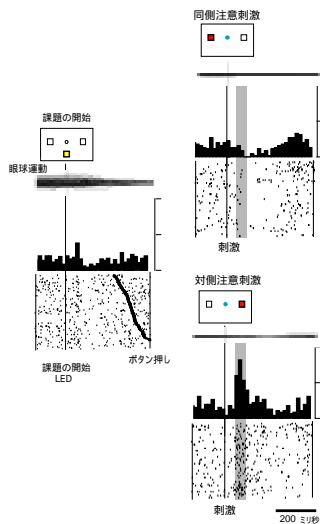 同側注意刺激
刺激
課題の開始
眼球運動
ボタン押し
課題の開始
LED
対側注意刺激
刺激
200 ミリ秒